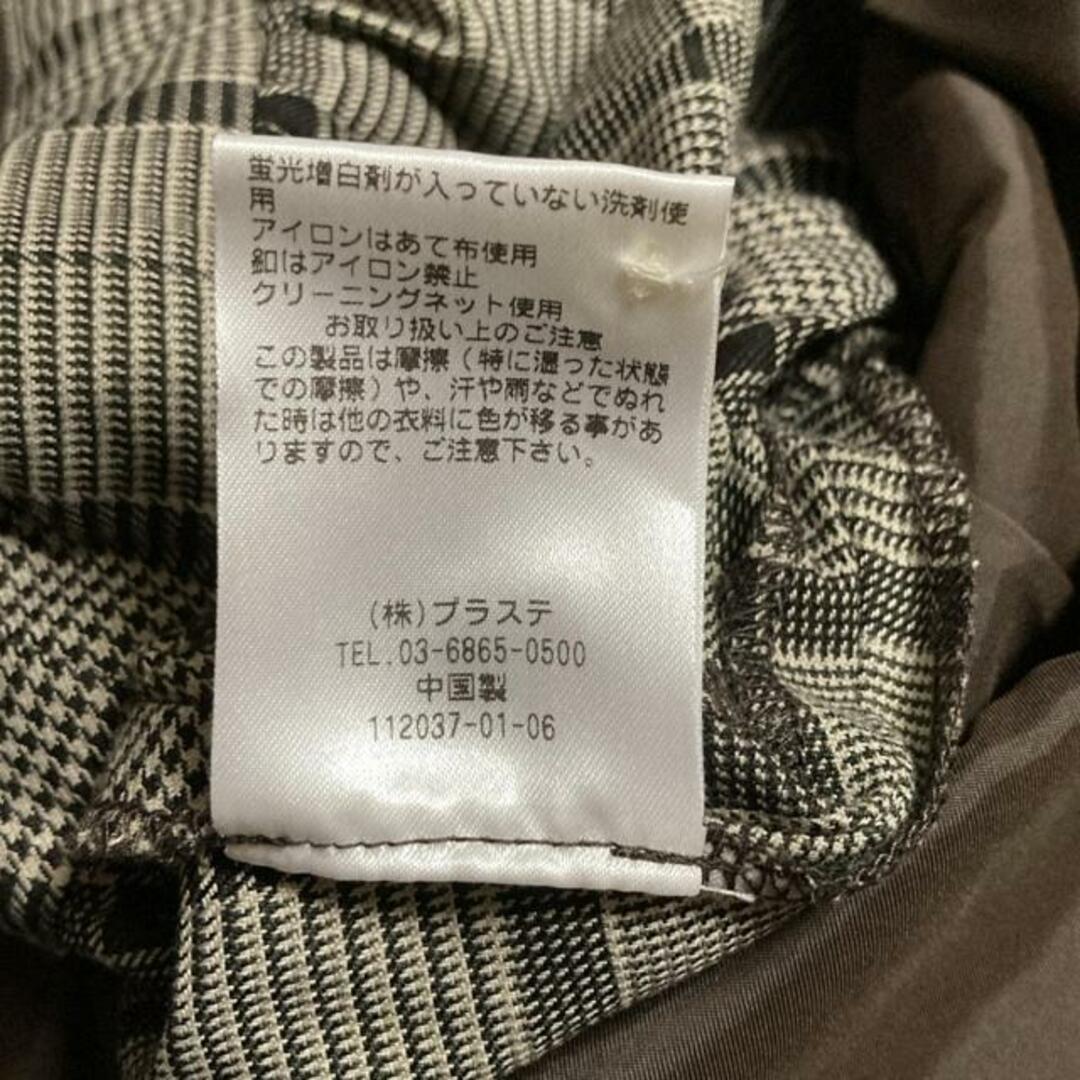 蛍光増白剤が入っていない洗剤使
用
アイロンはあて布使用
釦はアイロン禁止
クリーニングネット使用
お取り扱い上のご注意
この製品は摩擦（特に湿った状態
での摩擦）や、汗や雨などでぬれ
た時は他の衣料に色が移る事があ
りますので、ご注意下さい。
(株)プラステ
TEL.03-6865-0500
中国製
112037-01-06